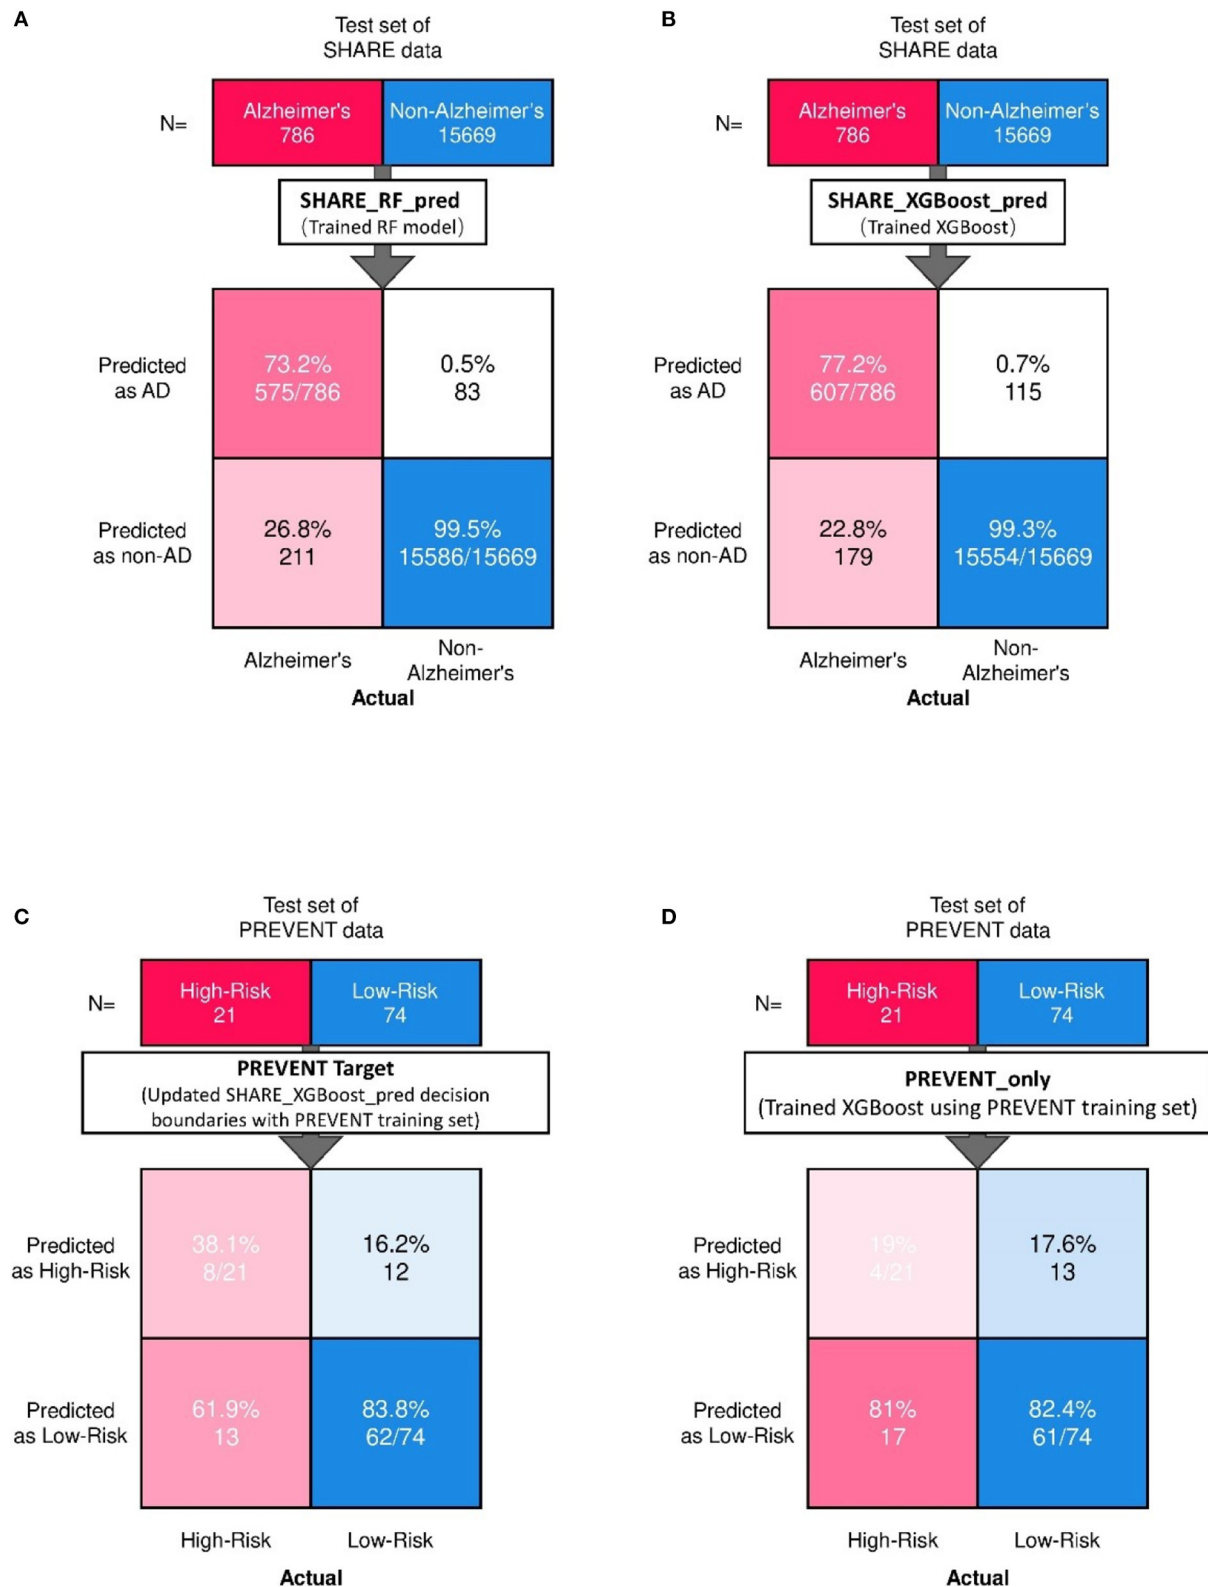 A
Test set of
SHARE data
N=
Alzheimer's
786
Non-Alzheimer's
15669
SHARE_RF_pred
(Trained RF model)
Predicted
as AD
73.2%
575/786
0.5%
83
Predicted
as non-AD
26.8%
211
99.5%
15586/15669
Alzheimer's
Non-
Alzheimer's
Actual
B
Test set of
SHARE data
N=
Alzheimer's
786
Non-Alzheimer's
15669
SHARE_XGBoost_pred
(Trained XGBoost)
Predicted
as AD
77.2%
607/786
0.7%
115
Predicted
as non-AD
22.8%
179
99.3%
15554/15669
Alzheimer's
Non-
Alzheimer's
Actual
C
Test set of
PREVENT data
N=
High-Risk
21
Low-Risk
74
PREVENT Target
(Updated SHARE_XGBoost_pred decision
boundaries with PREVENT training set)
Predicted
as High-Risk
38.1%
8/21
16.2%
12
Predicted
as Low-Risk
61.9%
13
83.8%
62/74
High-Risk
Low-Risk
Actual
D
Test set of
PREVENT data
N=
High-Risk
21
Low-Risk
74
PREVENT_only
(Trained XGBoost using PREVENT training set)
Predicted
as High-Risk
19%
4/21
17.6%
13
Predicted
as Low-Risk
81%
17
82.4%
61/74
High-Risk
Low-Risk
Actual